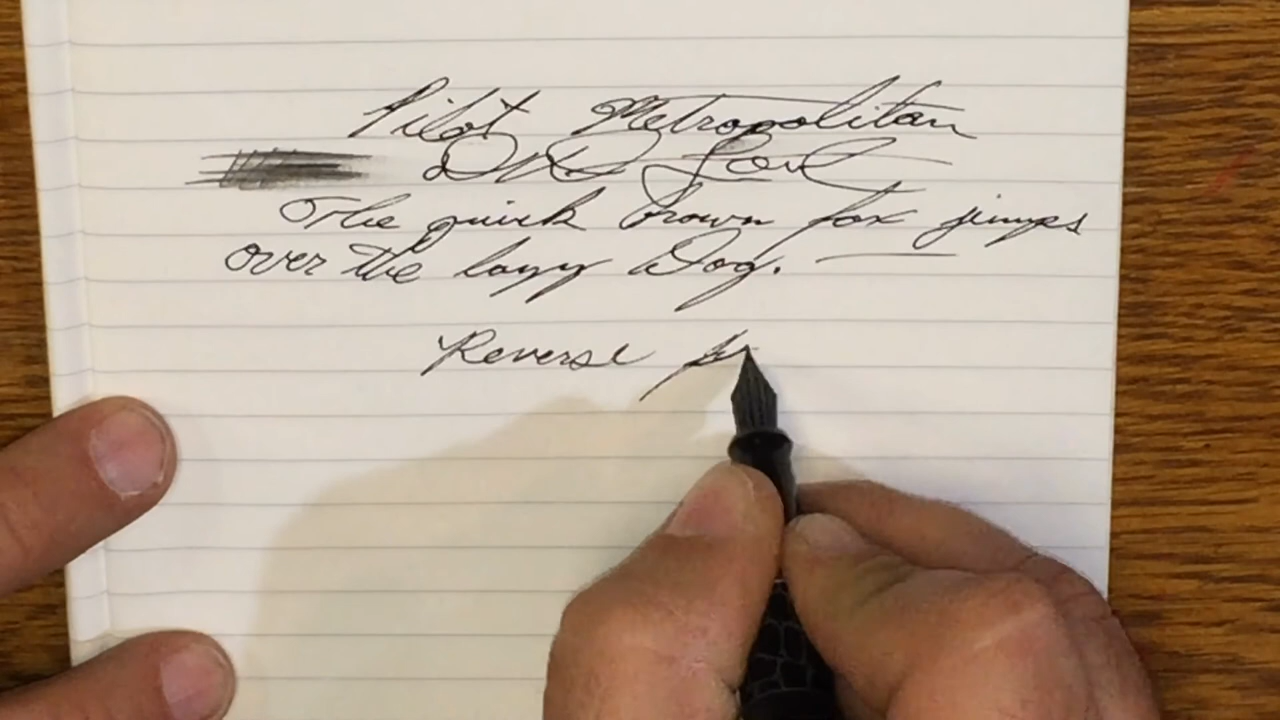 Pilot Metropolitan
The quick brown fox jumps
over the lazy Dog.
Reverse